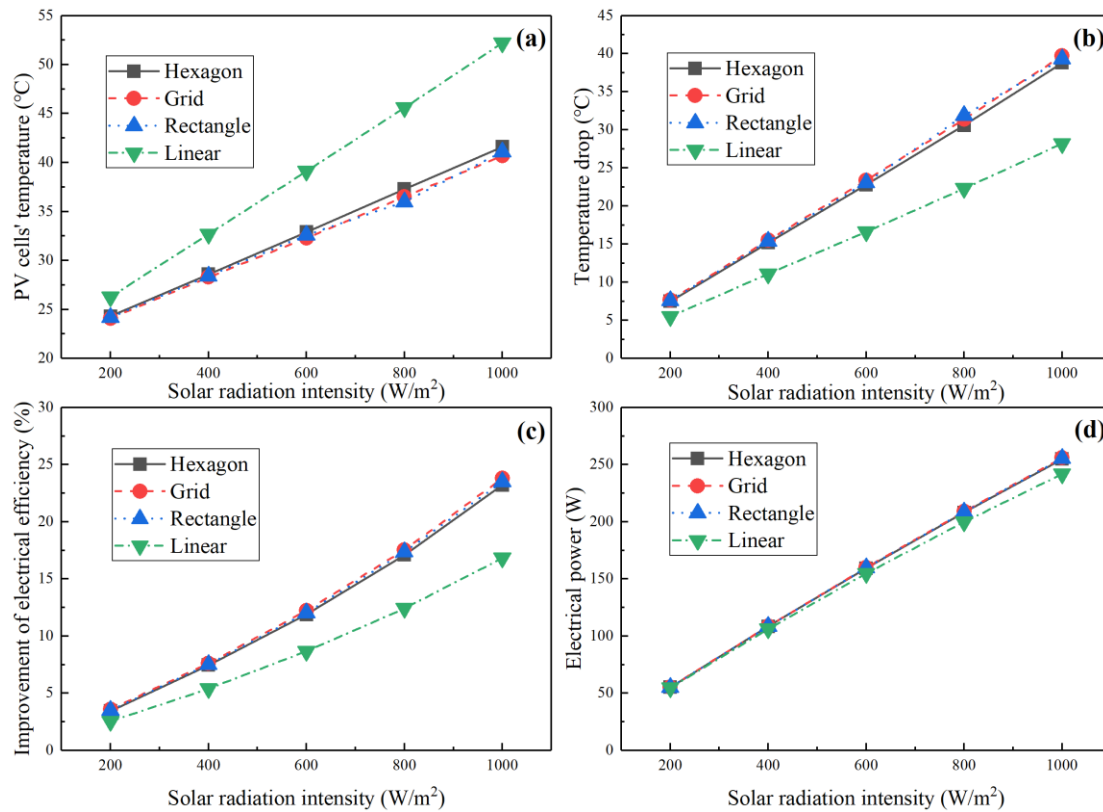 (a)
PV cells' temperature (℃)
55
50
45
40
35
30
25
20
Hexagon
Grid
Rectangle
Linear
200 400 600 800 1000
Solar radiation intensity (W/m²)
(b)
Temperature drop (℃)
45
40
35
30
25
20
15
10
5
0
Hexagon
Grid
Rectangle
Linear
200 400 600 800 1000
Solar radiation intensity (W/m²)
(c)
Improvement of electrical efficiency (%)
30
25
20
15
10
5
0
Hexagon
Grid
Rectangle
Linear
200 400 600 800 1000
Solar radiation intensity (W/m²)
(d)
Electrical power (W)
300
250
200
150
100
50
0
Hexagon
Grid
Rectangle
Linear
200 400 600 800 1000
Solar radiation intensity (W/m²)